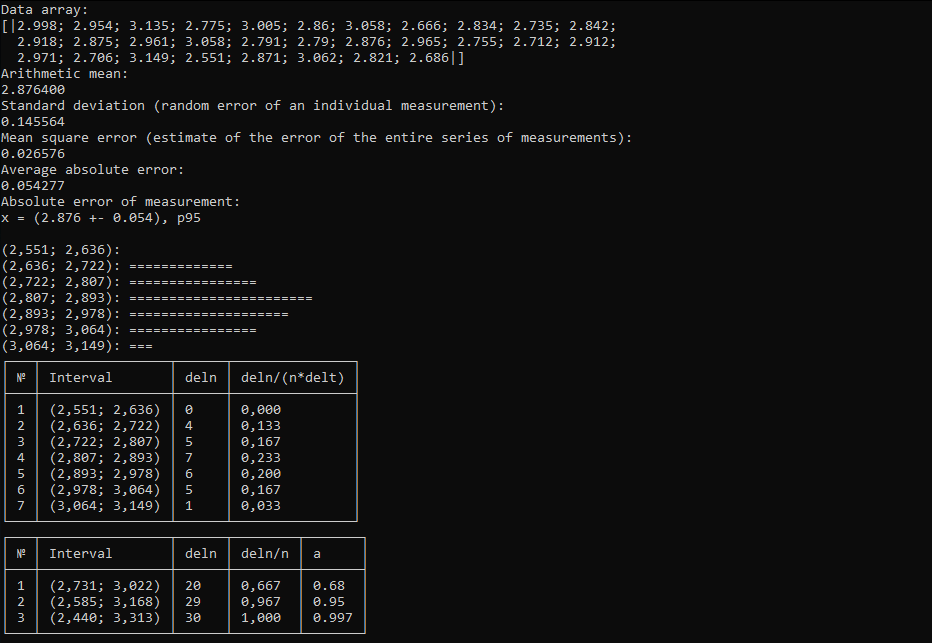 Data array:
[|2.998; 2.954; 3.135; 2.775; 3.005; 2.86; 3.058; 2.666; 2.834; 2.735; 2.842;
2.918; 2.875; 2.961; 3.058; 2.791; 2.79; 2.876; 2.965; 2.755; 2.712; 2.912;
2.971; 2.706; 3.149; 2.551; 2.871; 3.062; 2.821; 2.686|]
Arithmetic mean:
2.876400
Standard deviation (random error of an individual measurement):
0.145564
Mean square error (estimate of the error of the entire series of measurements):
0.026576
Average absolute error:
0.054277
Absolute error of measurement:
x = (2.876 +- 0.054), p95
(2,551; 2,636):
(2,636; 2,722): =============
(2,722; 2,807): ================
(2,807; 2,893): =======================
(2,893; 2,978): ====================
(2,978; 3,064): ================
(3,064; 3,149): ===
№ Interval deln deln/(n*delt)
1 (2,551; 2,636) 0 0,000
2 (2,636; 2,722) 4 0,133
3 (2,722; 2,807) 5 0,167
4 (2,807; 2,893) 7 0,233
5 (2,893; 2,978) 6 0,200
6 (2,978; 3,064) 5 0,167
7 (3,064; 3,149) 1 0,033
№ Interval deln deln/n a
1 (2,731; 3,022) 20 0,667 0.68
2 (2,585; 3,168) 29 0,967 0.95
3 (2,440; 3,313) 30 1,000 0.997